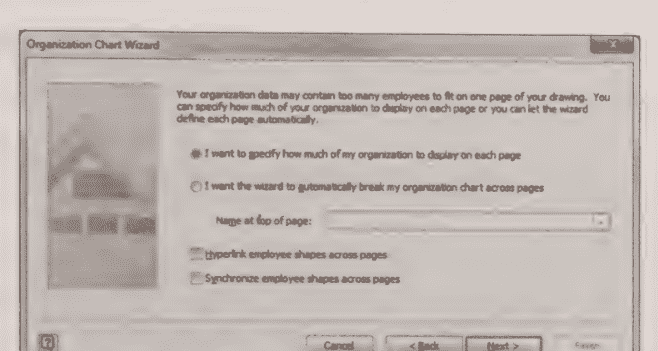 Organization Chart Wizard
Your organization data may contain too many employees to fit on one page of your drawing. You
can specify how much of your organization to display on each page or you can let the wizard
define each page automatically.
I want to specify how much of my organization to display on each page
I want the wizard to automatically break my organization chart across pages
Name at top of page:
Hyperlink employee shapes across pages
Synchronize employee shapes across pages
Cancel
< Back
Next >
Finish